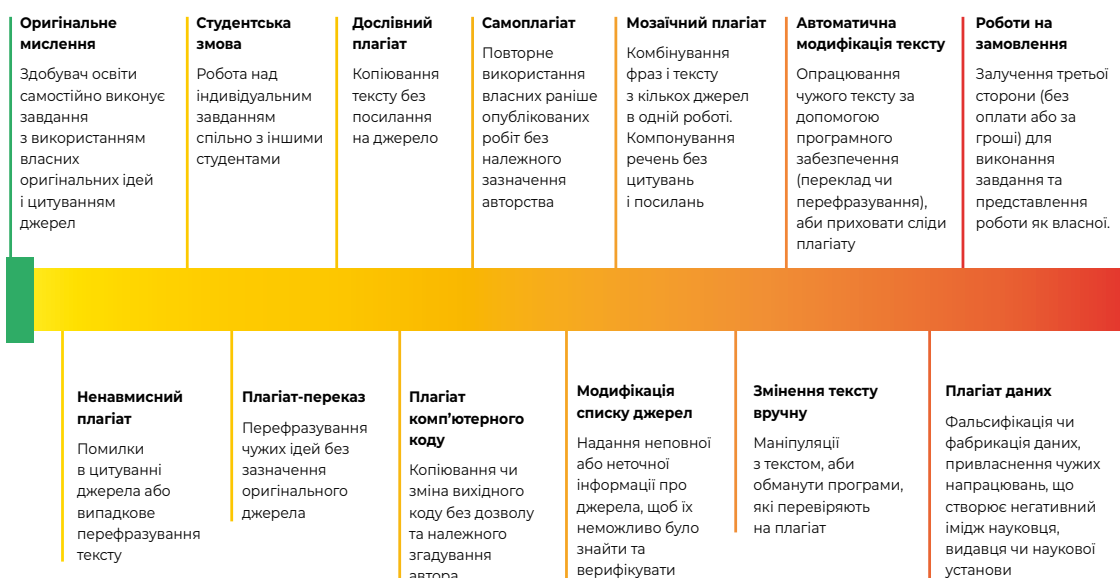 Оригінальне
мислення
Здобувач освіти
самостійно виконує
завдання
з використанням
власних
оригінальних ідей
і цитуванням
джерел
Студентська
змова
Робота над
індивідуальним
завданням
спільно з іншими
студентами
Дослівний
плагіат
Копіювання
тексту без
посилання
на джерело
Самоплагіат
Повторне
використання
власних раніше
опублікованих
робіт без
належного
зазначення
авторства
Мозаїчний плагіат
Комбінування
фраз і тексту
з кількох джерел
в одній роботі.
Компонування
речень без
цитувань
і посилань
Автоматична
модифікація тексту
Опрацювання
чужого тексту за
допомогою
програмного
забезпечення
(переклад чи
перефразування),
аби приховати сліди
плагіату
Роботи на
замовлення
Залучення третьої
сторони (без
оплати або за
гроші) для
виконання
завдання та
представлення
роботи як власної.
Ненавмисний
плагіат
Помилки
в цитуванні
джерела або
випадкове
перефразування
тексту
Плагіат-переказ
Перефразування
чужих ідей без
зазначення
оригінального
джерела
Плагіат
комп’ютерного
коду
Копіювання чи
зміна вихідного
коду без дозволу
та належного
згадування
автора
Модифікація
списку джерел
Надання неповної
або неточної
інформації про
джерела, щоб їх
неможливо було
знайти та
верифікувати
Змінення тексту
вручну
Маніпуляції
з текстом, аби
обманути програми,
які перевіряють
на плагіат
Плагіат даних
Фальсифікація чи
фабрикація даних,
привласнення чужих
напрацювань, що
створює негативний
імідж науковця,
видавця чи наукової
установи